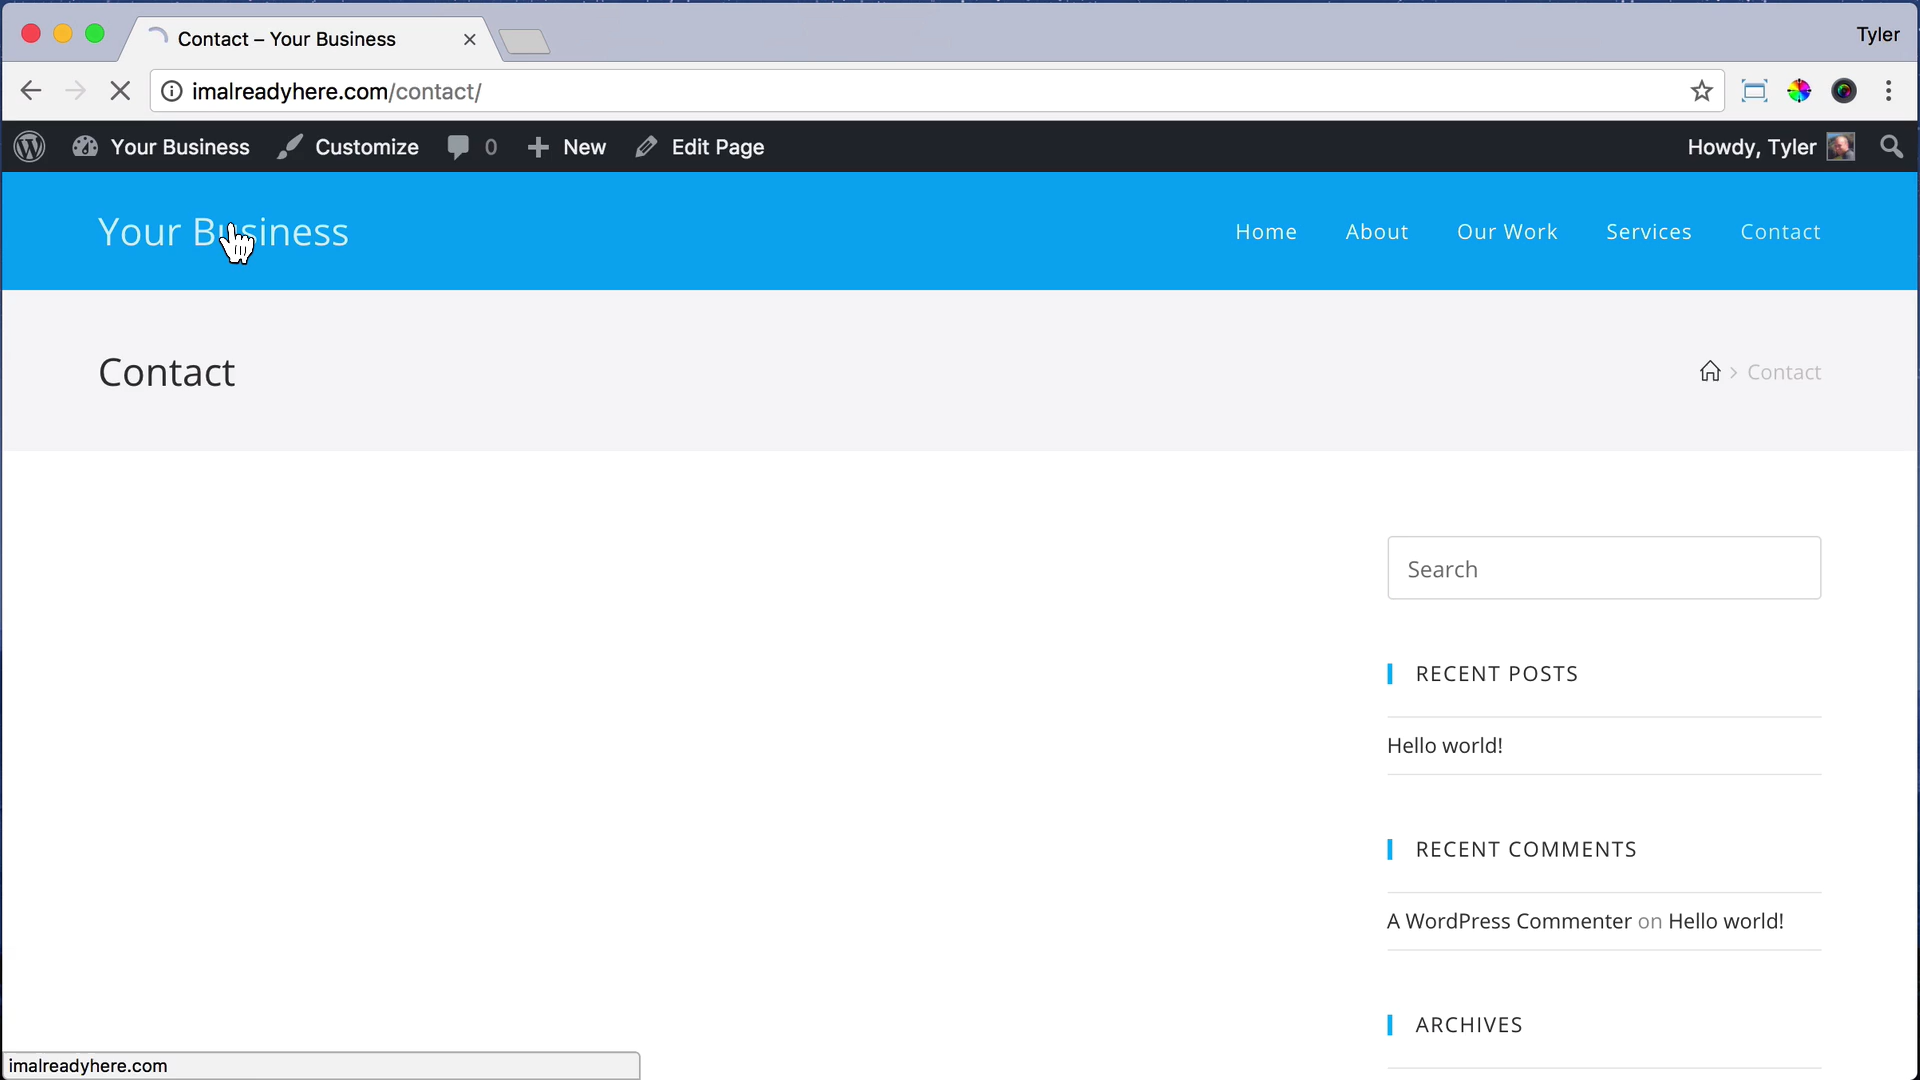 Contact – Your Business
Tyler
imalreadyhere.com/contact/
Your Business Customize 0 New Edit Page Howdy, Tyler
Your Business Home About Our Work Services Contact
Contact
Contact
Search
RECENT POSTS
Hello world!
RECENT COMMENTS
A WordPress Commenter on Hello world!
ARCHIVES
imalreadyhere.com